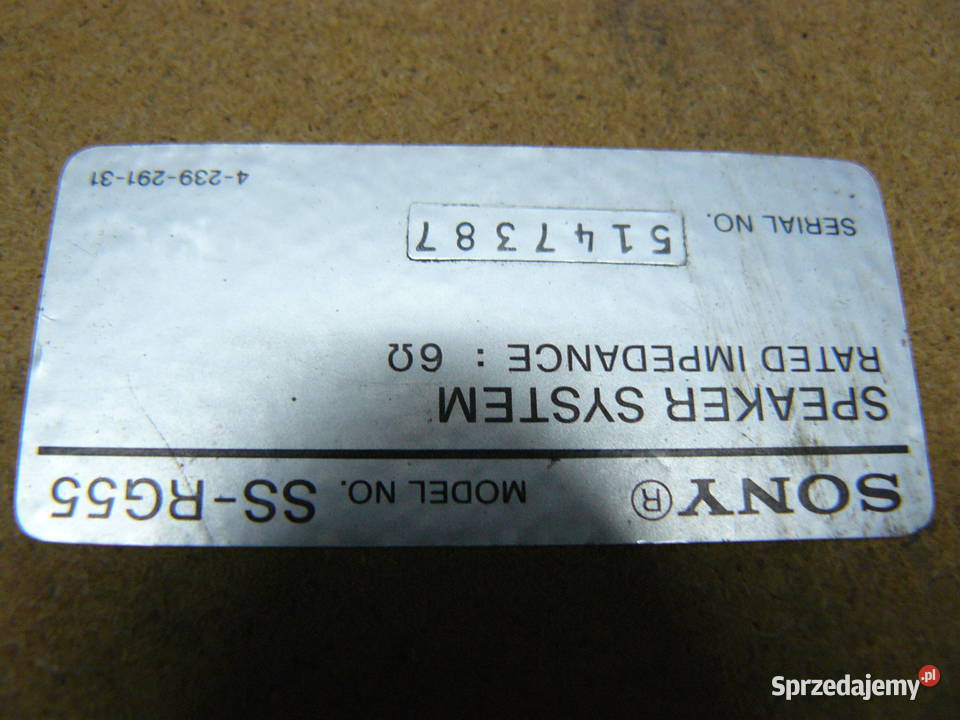 SONY® MODEL NO. SS-RG55
SPEAKER SYSTEM
RATED IMPEDANCE : 6Ω
SERIAL NO. 5147387
4-239-291-31
Sprzedajemy.pl